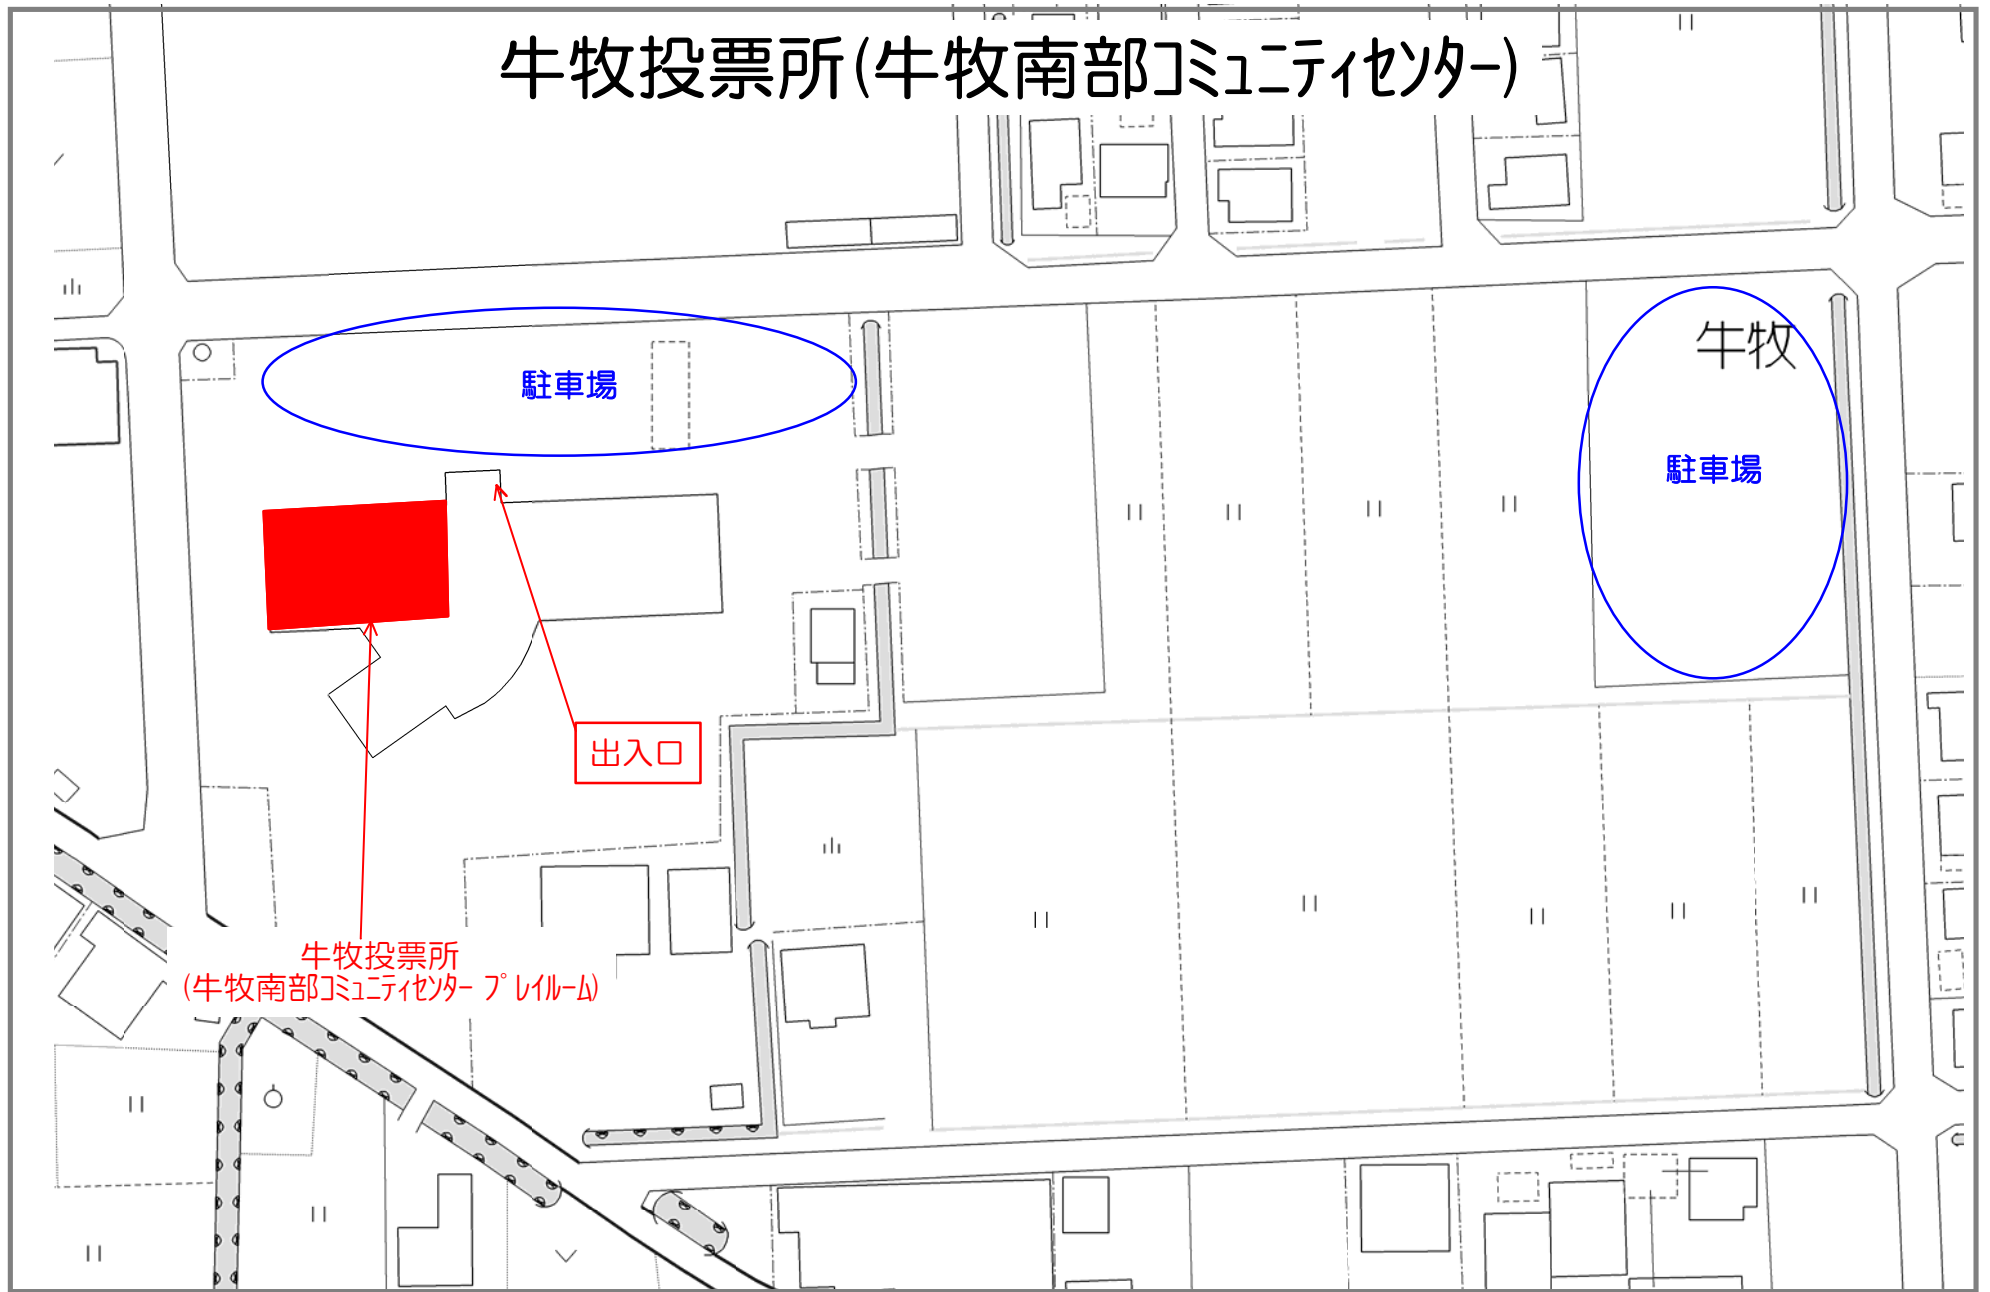 牛牧投票所(牛牧南部ｺﾐｭﾆﾃｨｾﾝﾀｰ)
牛牧
駐車場
駐車場
出入口
牛牧投票所
(牛牧南部ｺﾐｭﾆﾃｨｾﾝﾀｰ ﾌﾟﾚｲﾙｰﾑ)